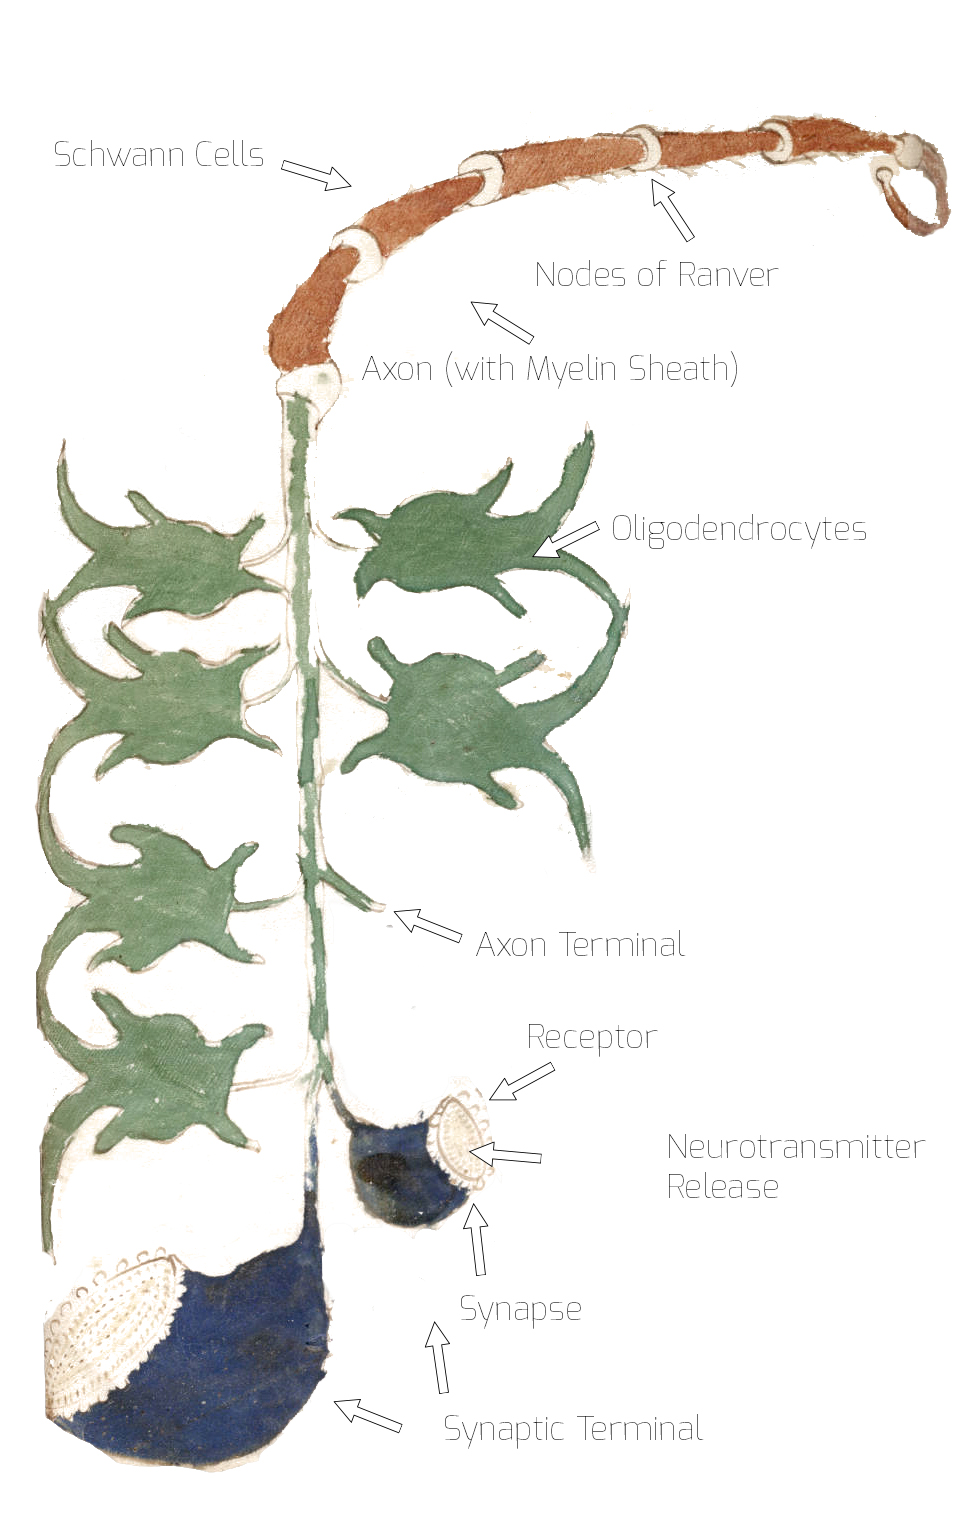 Schwann Cells
Nodes of Ranver
Axon (with Myelin Sheath)
Oligodendrocytes
Axon Terminal
Receptor
Neurotransmitter
Release
Synapse
Synaptic Terminal